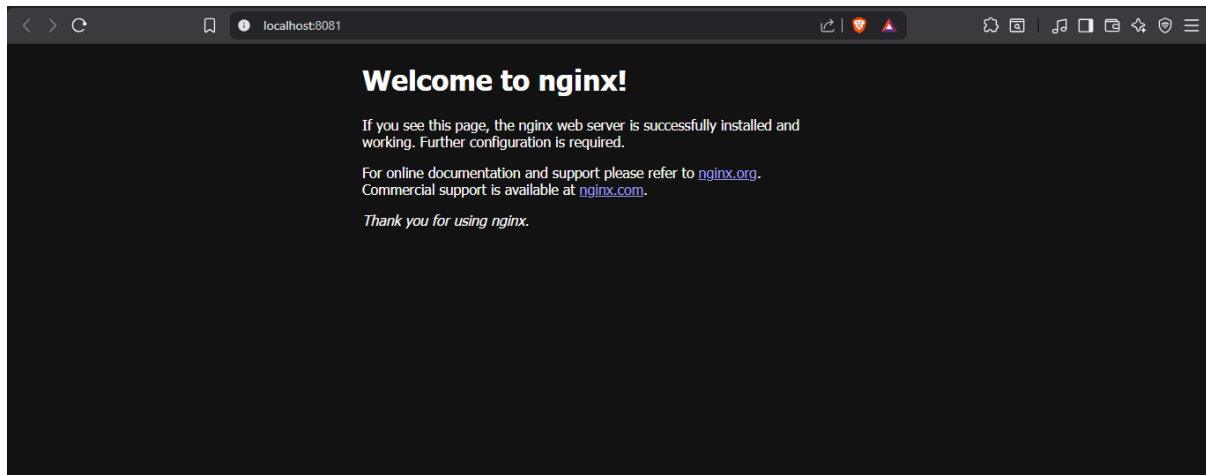 localhost:8081
Welcome to nginx!
If you see this page, the nginx web server is successfully installed and
working. Further configuration is required.
For online documentation and support please refer to nginx.org.
Commercial support is available at nginx.com.
Thank you for using nginx.